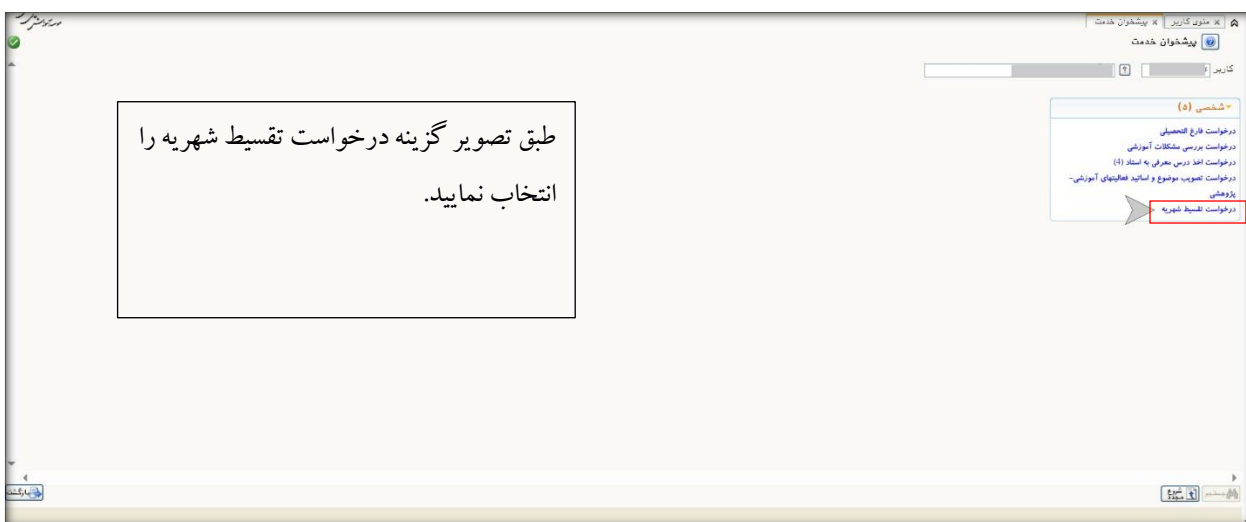 منوی کاربر
پیشخوان خدمت
پیشخوان خدمت
کاربر
شخصی (۵)
درخواست فارغ التحصیلی
درخواست بررسی مشکلات آموزشی
درخواست اخذ درس معرفی به استاد (4)
درخواست تصویب موضوع و اساتید فعالیتهای آموزشی-
پژوهشی
درخواست تقسیط شهریه
طبق تصویر گزینه درخواست تقسیط شهریه را
انتخاب نمایید.
شروع
مجدد
بازگشت